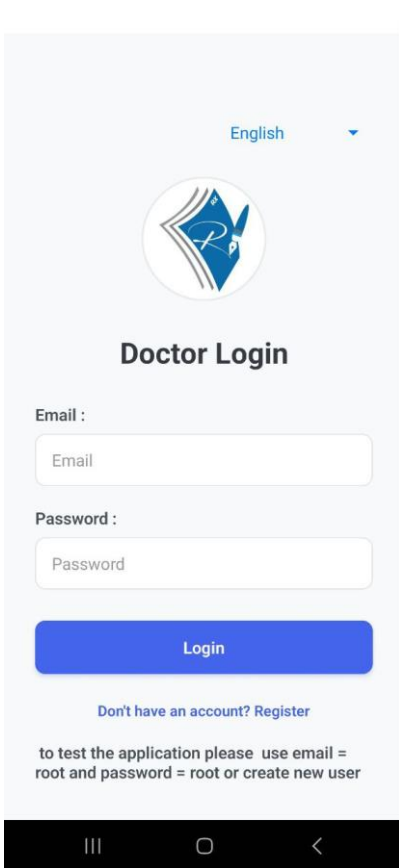 English
RX
R
Doctor Login
Email :
Email
Password :
Password
Login
Don't have an account? Register
to test the application please  use email =
root and password = root or create new user